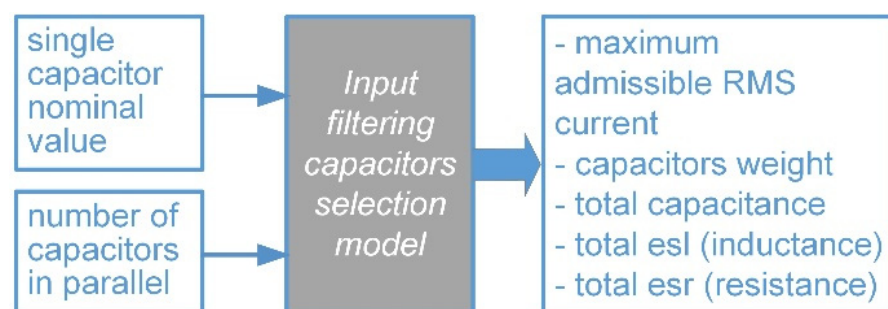 single
capacitor
nominal
value
number of
capacitors
in parallel
Input
filtering
capacitors
selection
model
- maximum
admissible RMS
current
- capacitors weight
- total capacitance
- total esl (inductance)
- total esr (resistance)